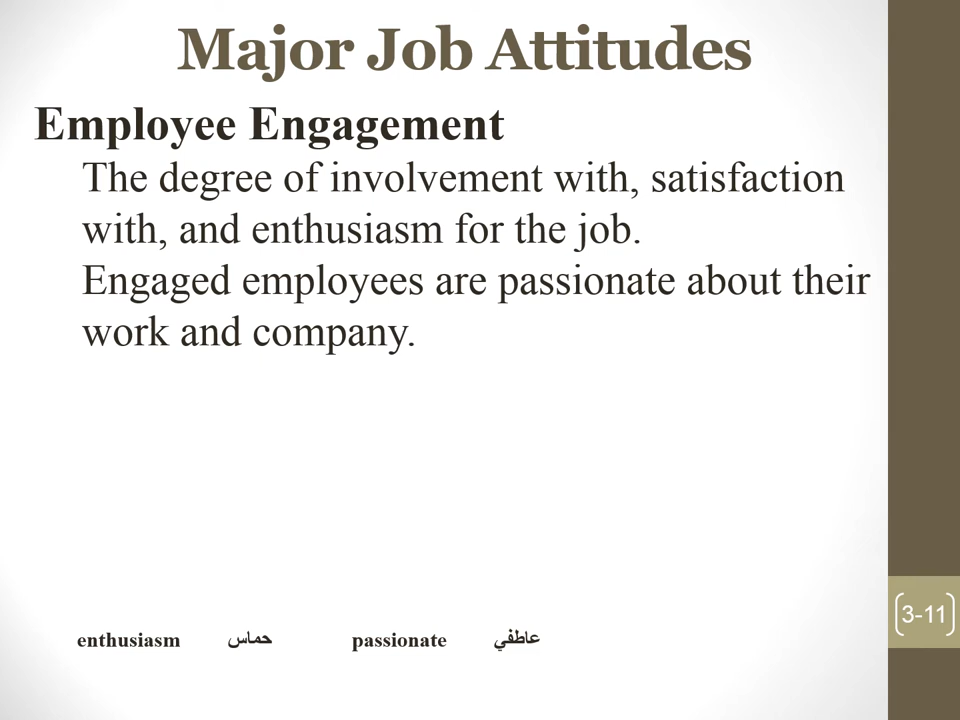 Major Job Attitudes
Employee Engagement
The degree of involvement with, satisfaction
with, and enthusiasm for the job.
Engaged employees are passionate about their
work and company.
3-11
enthusiasm حماس passionate عاطفي